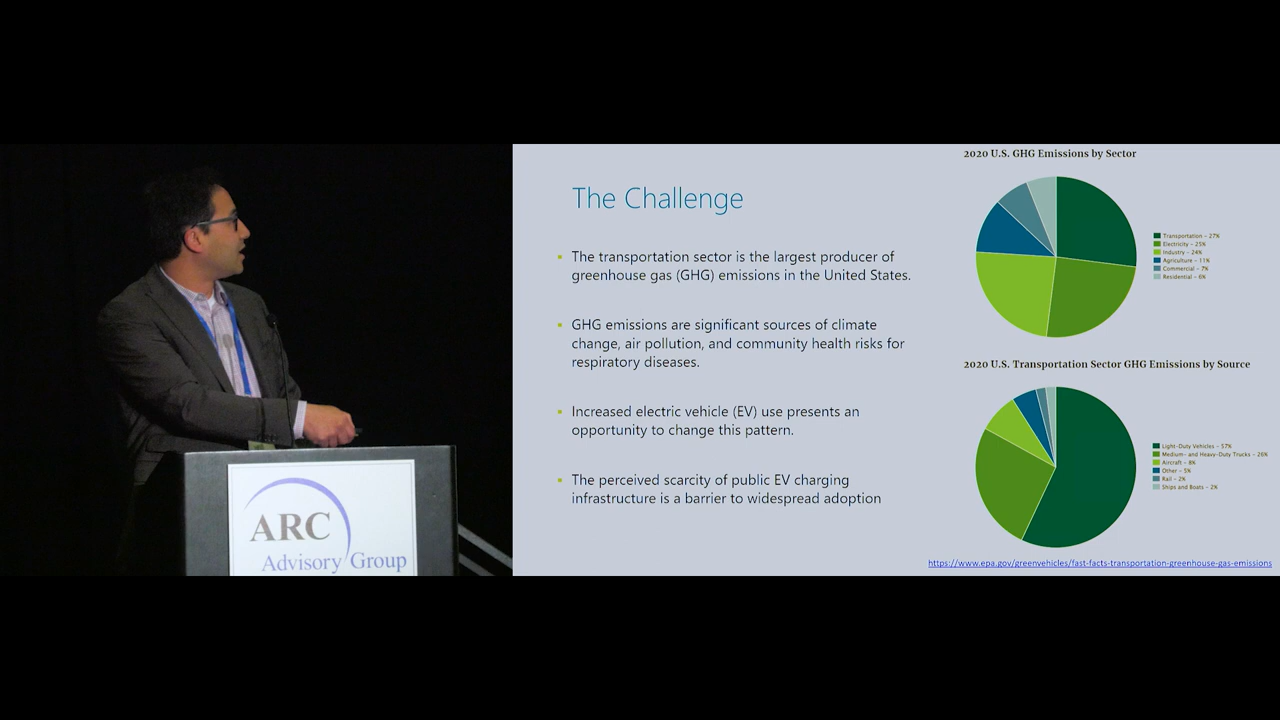 ARC
Advisory Group
The Challenge
The transportation sector is the largest producer of
greenhouse gas (GHG) emissions in the United States.
GHG emissions are significant sources of climate
change, air pollution, and community health risks for
respiratory diseases.
Increased electric vehicle (EV) use presents an
opportunity to change this pattern.
The perceived scarcity of public EV charging
infrastructure is a barrier to widespread adoption
2020 U.S. GHG Emissions by Sector
Transportation – 27%
Electricity – 25%
Industry – 24%
Agriculture – 11%
Commercial – 7%
Residential – 6%
2020 U.S. Transportation Sector GHG Emissions by Source
Light-Duty Vehicles – 57%
Medium- and Heavy-Duty Trucks – 26%
Aircraft – 8%
Other – 5%
Rail – 2%
Ships and Boats – 2%
https://www.epa.gov/greenvehicles/fast-facts-transportation-greenhouse-gas-emissions